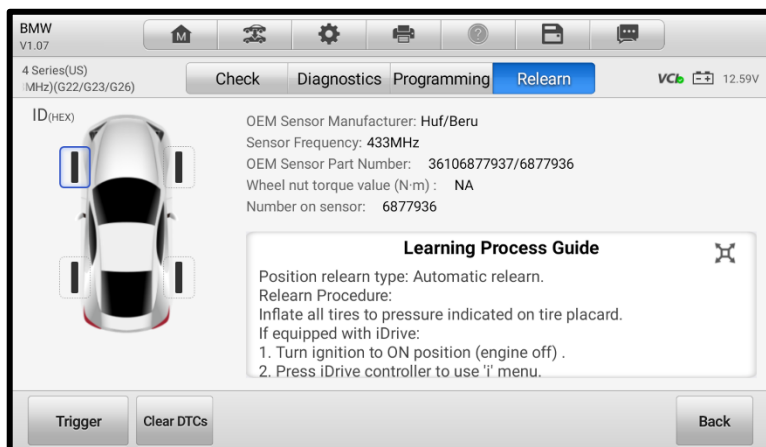 BMW
V1.07
M
?
4 Series(US)
MHz)(G22/G23/G26)
Check
Diagnostics
Programming
Relearn
VCI
12.59V
ID(HEX)
OEM Sensor Manufacturer: Huf/Beru
Sensor Frequency: 433MHz
OEM Sensor Part Number: 36106877937/6877936
Wheel nut torque value (N·m) : NA
Number on sensor: 6877936
Learning Process Guide
Position relearn type: Automatic relearn.
Relearn Procedure:
Inflate all tires to pressure indicated on tire placard.
If equipped with iDrive:
1. Turn ignition to ON position (engine off) .
2. Press iDrive controller to use 'i' menu.
Trigger
Clear DTCs
Back